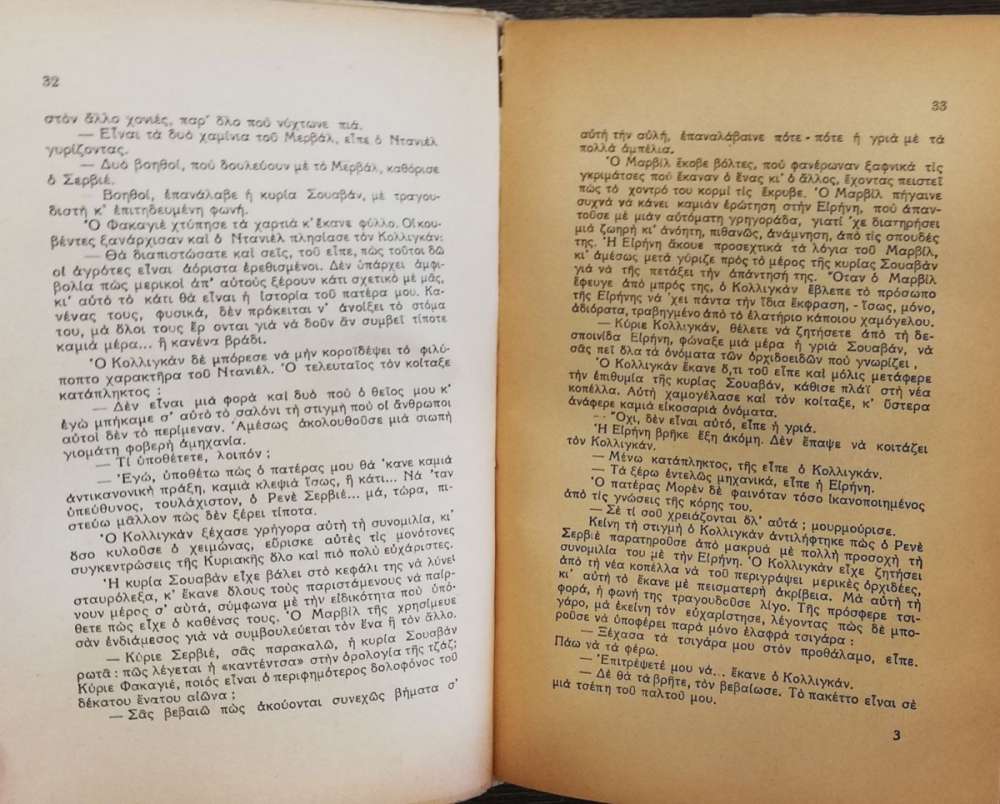 32
στὸν ἄλλο χονιές, παρ' ὅλο ποὺ νύχτωνε πιά.
— Εἶναι τὰ δυὸ χαμίνια τοῦ Μερβάλ, εἶπε ὁ Ντανιὲλ
γυρίζοντας.
— Δυὸ βοηθοί, ποὺ δουλεύουν μὲ τὸ Μερβάλ, καθόρισε
ὁ Σερβιέ.
Βοηθοί, ἐπανάλαβε ἡ κυρία Σουαβάν, μὲ τραγου-
διστὴ κ' ἐπιτηδευμένη φωνή.
Ὁ Φακαγιὲ χτύπησε τὰ χαρτιὰ κ' ἔκανε φύλλο. Οἱ κου-
βέντες ξανάρχισαν καὶ ὁ Ντανιὲλ πλησίασε τὸν Κολλιγκάν:
— Θὰ διαπιστώσατε καὶ σεῖς, τοῦ εἶπε, πὼς τοῦτοι δῶ
οἱ ἀγρότες εἶναι ἀόριστα ἐρεθισμένοι. Δὲν ὑπάρχει ἀμφι-
βολία πὼς μερικοὶ ἀπ' αὐτοὺς ξέρουν κάτι σχετικὸ μὲ μᾶς,
κι' αὐτὸ τὸ κάτι θὰ εἶναι ἡ ἱστορία τοῦ πατέρα μου. Κα-
νένας τους, φυσικά, δὲν πρόκειται ν' ἀνοίξει τὸ στόμα
του, μὰ ὅλοι τους ἔρ ονται γιὰ νὰ δοῦν ἂν συμβεῖ τίποτε
καμιὰ μέρα... ἢ κανένα βράδι.
Ὁ Κολλιγκὰν δὲ μπόρεσε νὰ μὴν κοροϊδέψει τὸ φιλύ-
ποπτο χαρακτῆρα τοῦ Ντανιέλ. Ὁ τελευταῖος τὸν κοίταξε
κατάπληκτος :
— Δὲν εἶναι μιὰ φορὰ καὶ δυὸ ποὺ ὁ θεῖος μου κ'
ἐγὼ μπήκαμε σ' αὐτὸ τὸ σαλόνι τὴ στιγμὴ ποὺ οἱ ἄνθρωποι
αὐτοὶ δὲν τὸ περίμεναν. Ἀμέσως ἀκολουθοῦσε μιὰ σιωπὴ
γιομάτη φοβερὴ ἀμηχανία.
— Τί ὑποθέτετε, λοιπόν ;
— Ἐγώ, ὑποθέτω πὼς ὁ πατέρας μου θὰ 'κανε καμιὰ
ἀντικανονικὴ πράξη, καμιὰ κλεψιὰ ἴσως, ἢ κάτι... Νὰ 'ταν
ὑπεύθυνος, τουλάχιστον, ὁ Ρενὲ Σερβιέ... μά, τώρα, πι-
στεύω μᾶλλον πὼς δὲν ξέρει τίποτα.
Ὁ Κολλιγκὰν ξέχασε γρήγορα αὐτὴ τὴ συνομιλία, κι'
ὅσο κυλοῦσε ὁ χειμώνας, εὕρισκε αὐτὲς τὶς μονότονες
συγκεντρώσεις τῆς Κυριακῆς ὅλο καὶ πιὸ πολὺ εὐχάριστες.
Ἡ κυρία Σουαβὰν εἶχε βάλει στὸ κεφάλι της νὰ λύνει
σταυρόλεξα, κ' ἔκανε ὅλους τοὺς παριστάμενους νὰ παίρ-
νουν μέρος σ' αὐτά, σύμφωνα μὲ τὴν εἰδικότητα ποὺ ὑπό-
θετε πὼς εἶχε ὁ καθένας τους. Ὁ Μαρβὶλ τῆς χρησίμευε
σὰν ἐνδιάμεσος γιὰ νὰ συμβουλεύεται τὸν ἕνα ἢ τὸν ἄλλο.
— Κύριε Σερβιέ, σᾶς παρακαλῶ, ἡ κυρία Σουαβὰν
ρωτᾶ : πῶς λέγεται ἡ «καντέντσα» στὴν ὁρολογία τῆς τζάζ;
Κύριε Φακαγιέ, ποιός εἶναι ὁ περιφημότερος δολοφόνος τοῦ
δέκατου ἔνατου αἰῶνα ;
— Σᾶς βεβαιῶ πὼς ἀκούονται συνεχῶς βήματα σ'
33
αὐτὴ τὴν αὐλή, ἐπαναλάβαινε πότε - πότε ἡ γριὰ μὲ τὰ
πολλὰ ἀμπέλια.
Ὁ Μαρβὶλ ἔκοβε βόλτες, ποὺ φανέρωναν ξαφνικὰ τὶς
γκριμάτσες ποὺ ἔκαναν ὁ ἕνας κι' ὁ ἄλλος, ἔχοντας πειστεῖ
πὼς τὸ χοντρό του κορμὶ τὶς ἔκρυβε. Ὁ Μαρβὶλ πήγαινε
συχνὰ νὰ κάνει καμιὰν ἐρώτηση στὴν Εἰρήνη, ποὺ ἀπαν-
τοῦσε μὲ μιὰν αὐτόματη γρηγοράδα, γιατί 'χε διατηρήσει
μιὰ ζωηρὴ κι' ἀνόητη, πιθανῶς, ἀνάμνηση, ἀπὸ τὶς σπουδές
της. Ἡ Εἰρήνη ἄκουε προσεχτικὰ τὰ λόγια τοῦ Μαρβίλ,
κι' ἀμέσως μετὰ γύριζε πρὸς τὸ μέρος τῆς κυρίας Σουαβὰν
γιὰ νὰ τῆς πετάξει τὴν ἀπάντησή της. Ὅταν ὁ Μαρβὶλ
ἔφευγε ἀπὸ μπρός της, ὁ Κολλιγκὰν ἔβλεπε τὸ πρόσωπο
τῆς Εἰρήνης νὰ 'χει πάντα τὴν ἴδια ἔκφραση, - ἴσως, μόνο,
ἀδιόρατα, τραβηγμένο ἀπὸ τὸ ἐλατήριο κάποιου χαμόγελου.
— Κύριε Κολλιγκάν, θέλετε νὰ ζητήσετε ἀπὸ τὴ δε-
σποινίδα Εἰρήνη, φώναξε μιὰ μέρα ἡ γριὰ Σουαβάν, νὰ
σᾶς πεῖ ὅλα τὰ ὀνόματα τῶν ὀρχιδοειδῶν ποὺ γνωρίζει ,
Ὁ Κολλιγκὰν ἔκανε ὅ,τι τοῦ εἶπε καὶ μόλις μετάφερε
τὴν ἐπιθυμία τῆς κυρίας Σουαβάν, κάθισε πλάϊ στὴ νέα
κοπέλλα. Αὐτὴ χαμογέλασε καὶ τὸν κοίταξε, κ' ὕστερα
ἀνάφερε καμιὰ εἰκοσαριὰ ὀνόματα.
— Ὄχι, δὲν εἶναι αὐτό, εἶπε ἡ γριά.
Ἡ Εἰρήνη βρῆκε ἕξη ἀκόμη. Δὲν ἔπαψε νὰ κοιτάζει
τὸν Κολλιγκάν.
— Μένω κατάπληκτος, τῆς εἶπε ὁ Κολλιγκάν.
— Τὰ ξέρω ἐντελῶς μηχανικά, εἶπε ἡ Εἰρήνη.
Ὁ πατέρας Μορὲν δὲ φαινόταν τόσο ἱκανοποιημένος
ἀπὸ τὶς γνώσεις τῆς κόρης του.
— Σὲ τί σοῦ χρειάζονται ὅλ' αὐτά ; μουρμούρισε.
Κείνη τὴ στιγμὴ ὁ Κολλιγκὰν ἀντιλήφτηκε πὼς ὁ Ρενὲ
Σερβιὲ παρατηροῦσε ἀπὸ μακρυὰ μὲ πολλὴ προσοχὴ τὴ
συνομιλία του μὲ τὴν Εἰρήνη. Ὁ Κολλιγκὰν εἶχε ζητήσει
ἀπὸ τὴ νέα κοπέλλα νὰ τοῦ περιγράψει μερικὲς ὀρχιδέες,
κι' αὐτὴ τὸ ἔκανε μὲ πεισματερὴ ἀκρίβεια. Μὰ αὐτὴ τὴ
φορά, ἡ φωνή της τραγουδοῦσε λίγο. Τῆς πρόσφερε τσι-
γάρο, μὰ ἐκείνη τὸν εὐχαρίστησε, λέγοντας πὼς δὲ μπο-
ροῦσε νὰ ὑποφέρει παρὰ μόνο ἐλαφρὰ τσιγάρα :
— Ξέχασα τὰ τσιγάρα μου στὸν προθάλαμο, εἶπε.
Πάω νὰ τὰ φέρω.
— Ἐπιτρέψετέ μου νά... ἔκανε ὁ Κολλιγκάν.
— Δὲ θὰ τὰ βρῆτε, τὸν βεβαίωσε. Τὸ πακέττο εἶναι σὲ
μιὰ τσέπη τοῦ παλτοῦ μου.
3